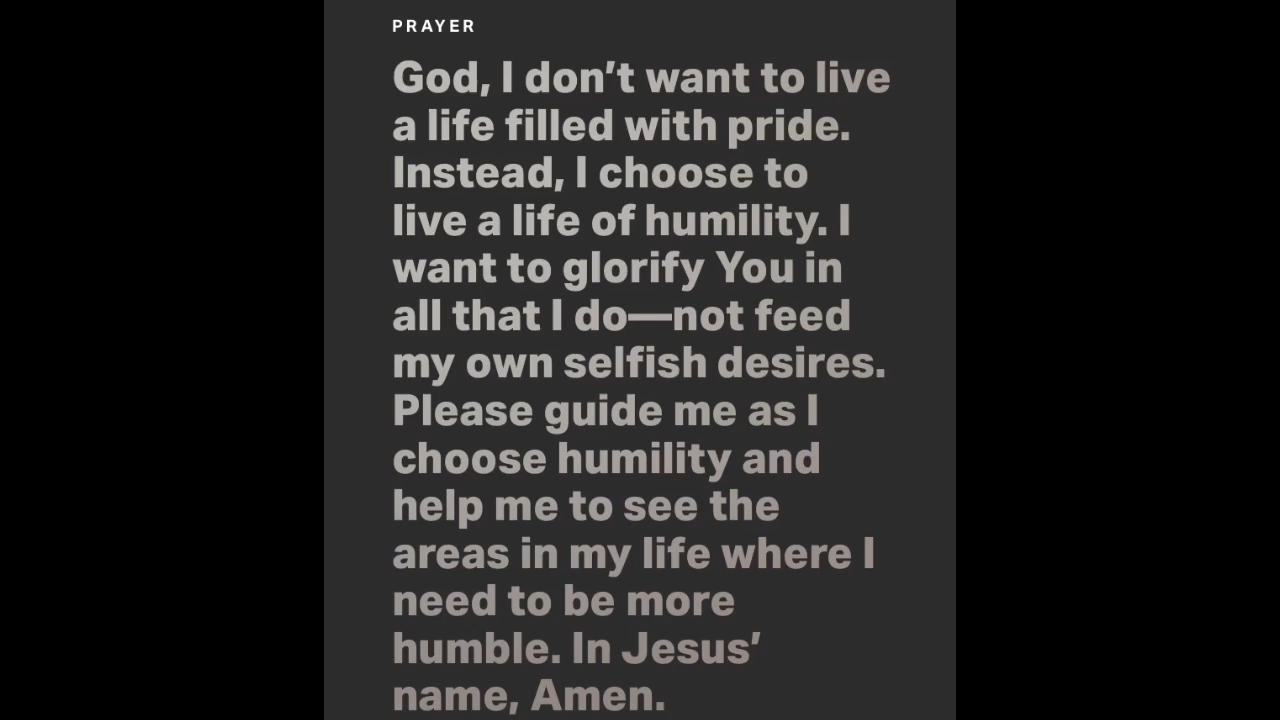 PRAYER
God, I don’t want to live
a life filled with pride.
Instead, I choose to
live a life of humility. I
want to glorify You in
all that I do—not feed
my own selfish desires.
Please guide me as I
choose humility and
help me to see the
areas in my life where I
need to be more
humble. In Jesus’
name, Amen.